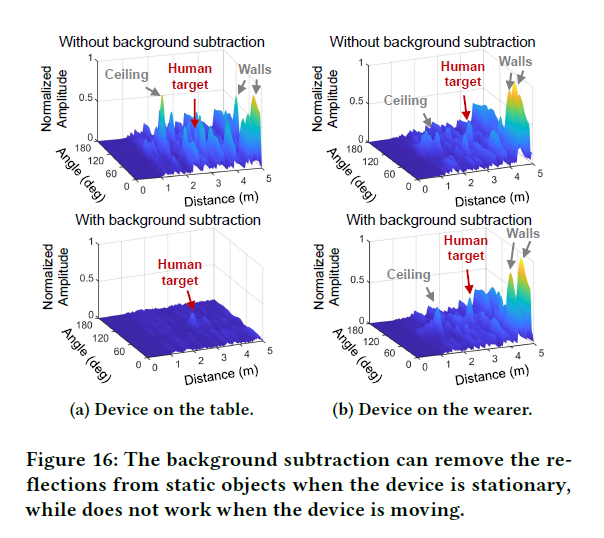 Without background subtraction
Normalized Amplitude
1
0.5
0
Ceiling
Human target
Walls
180
120
60
0
Angle (deg)
0 1 2 3 4 5
Distance (m)
Without background subtraction
Normalized Amplitude
1
0.5
0
Ceiling
Human target
Walls
180
120
60
0
Angle (deg)
0 1 2 3 4 5
Distance (m)
With background subtraction
Normalized Amplitude
1
0.5
0
Human target
180
120
60
0
Angle (deg)
0 1 2 3 4 5
Distance (m)
With background subtraction
Normalized Amplitude
1
0.5
0
Ceiling
Human target
Walls
180
120
60
0
Angle (deg)
0 1 2 3 4 5
Distance (m)
(a) Device on the table.
(b) Device on the wearer.
Figure 16: The background subtraction can remove the re-
flections from static objects when the device is stationary,
while does not work when the device is moving.